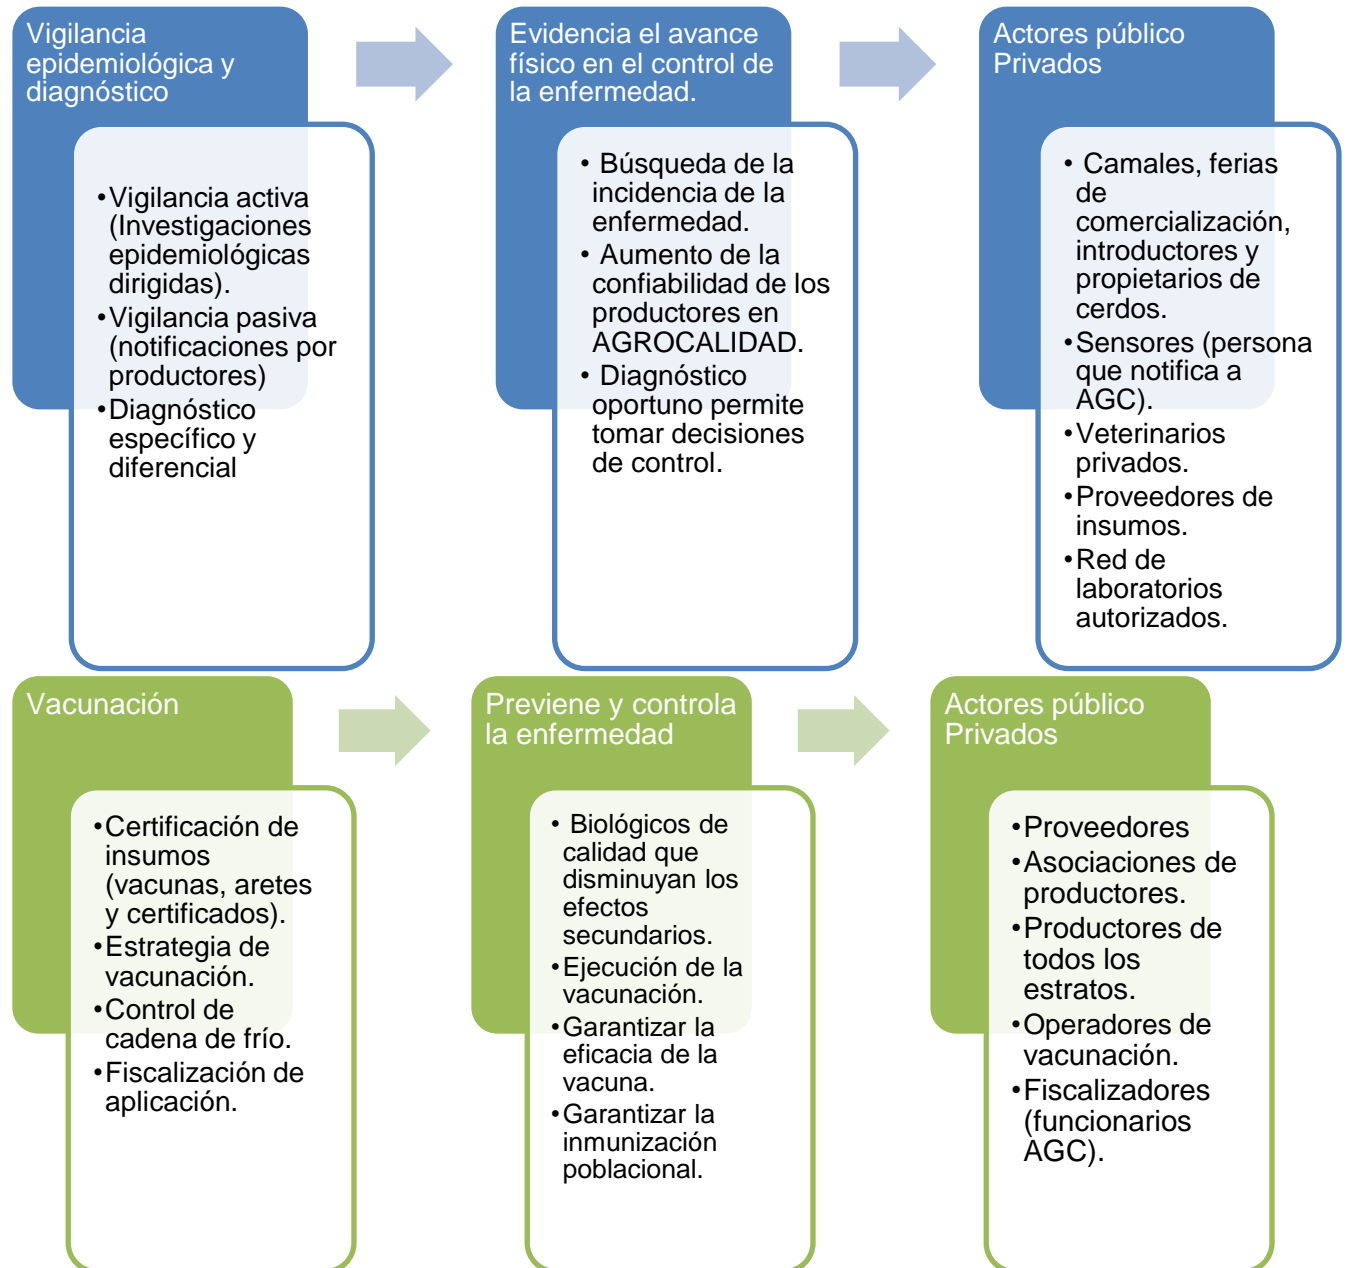 Vigilancia
epidemiológica y
diagnóstico
•Vigilancia activa
(Investigaciones
epidemiológicas
dirigidas).
•Vigilancia pasiva
(notificaciones por
productores)
•Diagnóstico
específico y
diferencial
Evidencia el avance
físico en el control de
la enfermedad.
• Búsqueda de la
incidencia de la
enfermedad.
• Aumento de la
confiabilidad de los
productores en
AGROCALIDAD.
• Diagnóstico
oportuno permite
tomar decisiones
de control.
Actores público
Privados
• Camales, ferias
de
comercialización,
introductores y
propietarios de
cerdos.
•Sensores (persona
que notifica a
AGC).
•Veterinarios
privados.
•Proveedores de
insumos.
•Red de
laboratorios
autorizados.
Vacunación
•Certificación de
insumos
(vacunas, aretes
y certificados).
•Estrategia de
vacunación.
•Control de
cadena de frío.
•Fiscalización de
aplicación.
Previene y controla
la enfermedad
• Biológicos de
calidad que
disminuyan los
efectos
secundarios.
•Ejecución de la
vacunación.
•Garantizar la
eficacia de la
vacuna.
•Garantizar la
inmunización
poblacional.
Actores público
Privados
•Proveedores
•Asociaciones de
productores.
•Productores de
todos los
estratos.
•Operadores de
vacunación.
•Fiscalizadores
(funcionarios
AGC).